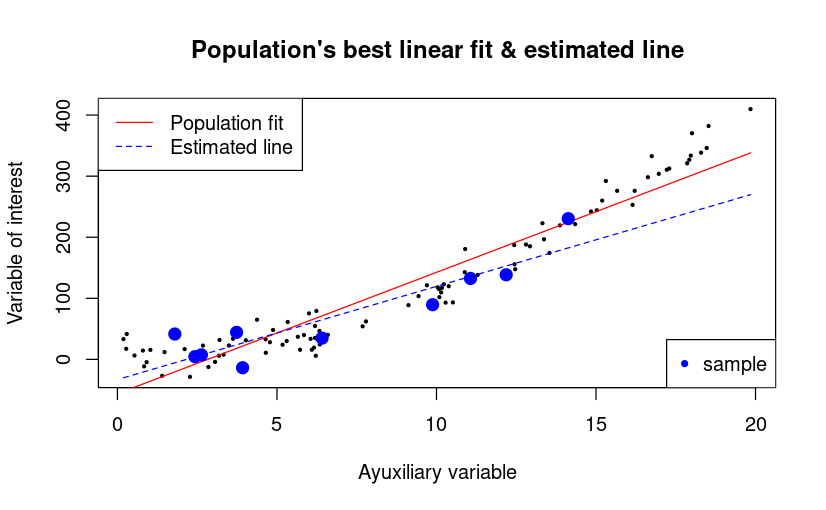 Population's best linear fit & estimated line
Population fit
Estimated line
Variable of interest
400
300
200
100
0
sample
0 5 10 15 20
Ayuxiliary variable